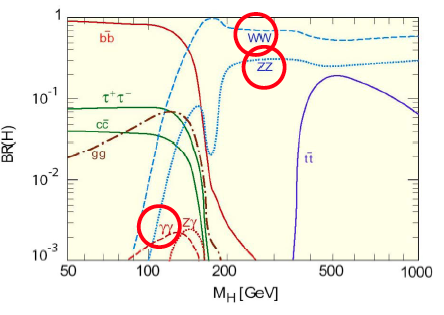 1
bb̄
WW
ZZ
10⁻¹
τ⁺τ⁻
cc̄
gg
BR(H)
tt̄
10⁻²
γγ
Zγ
10⁻³
50 100 200 500 1000
M_H [GeV]